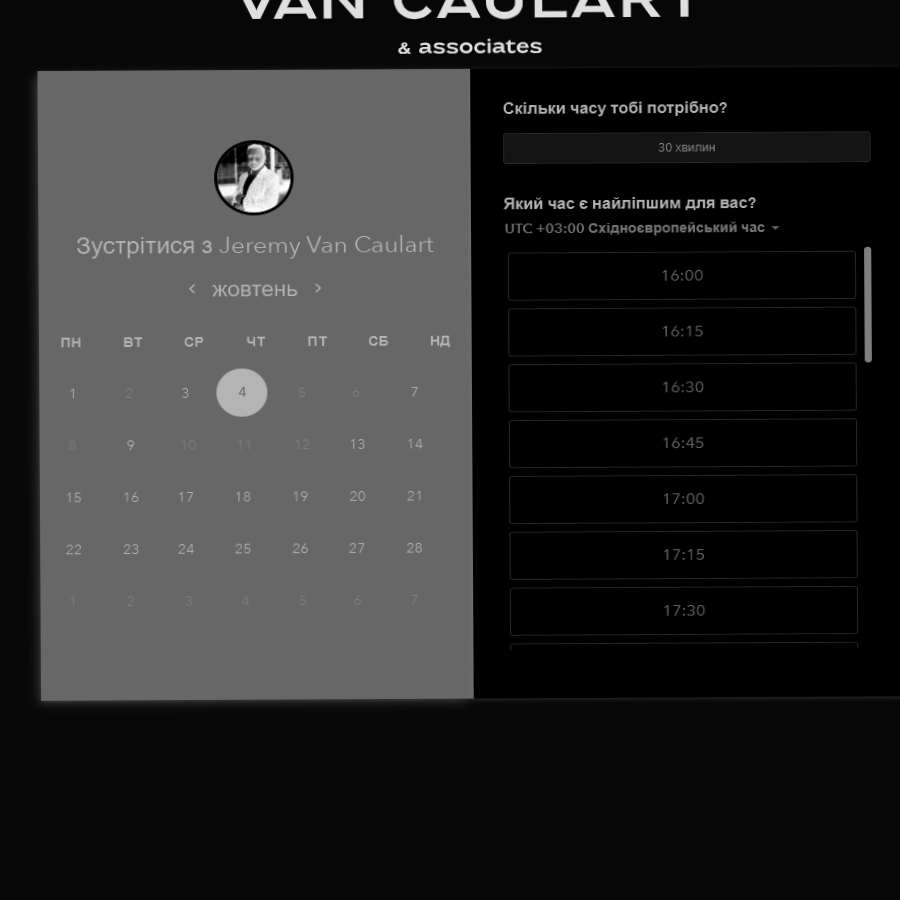 VAN CAULART
& associates
Зустрітися з Jeremy Van Caulart
жовтень
ПН ВТ СР ЧТ ПТ СБ НД
1 2 3 4 5 6 7
8 9 10 11 12 13 14
15 16 17 18 19 20 21
22 23 24 25 26 27 28
1 2 3 4 5 6 7
Скільки часу тобі потрібно?
30 хвилин
Який час є найліпшим для вас?
UTC +03:00 Східноєвропейський час
16:00
16:15
16:30
16:45
17:00
17:15
17:30